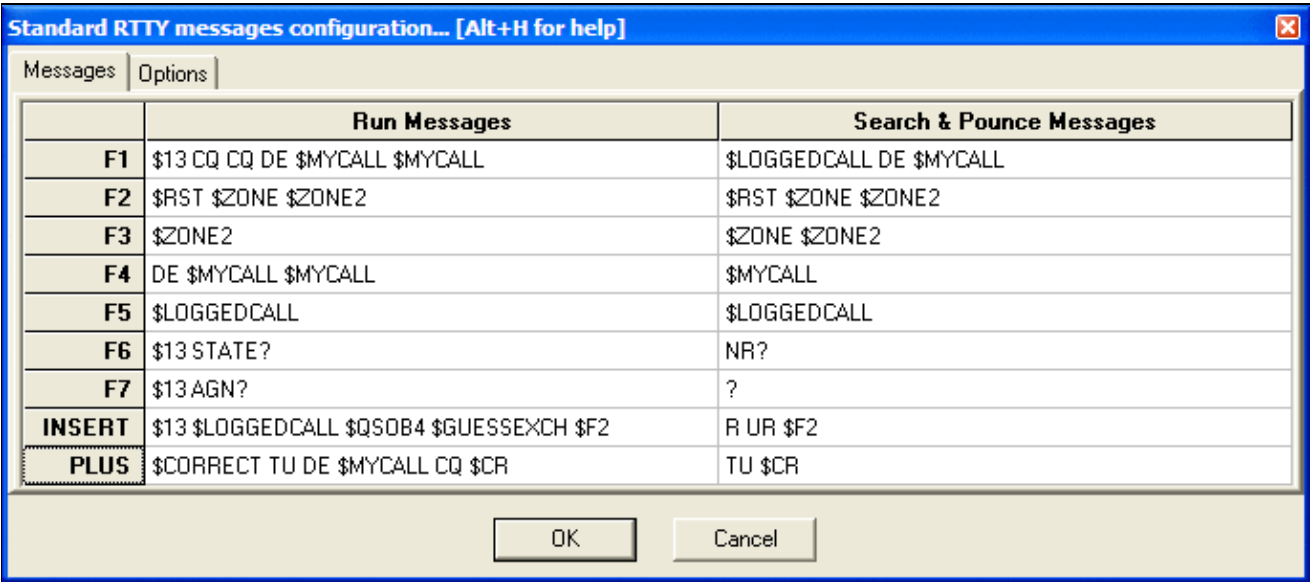 Standard RTTY messages configuration... [Alt+H for help]
Messages Options
Run Messages Search & Pounce Messages
F1 $13 CQ CQ DE $MYCALL $MYCALL $LOGGEDCALL DE $MYCALL
F2 $RST $ZONE $ZONE2 $RST $ZONE $ZONE2
F3 $ZONE2 $ZONE $ZONE2
F4 DE $MYCALL $MYCALL $MYCALL
F5 $LOGGEDCALL $LOGGEDCALL
F6 $13 STATE? NR?
F7 $13 AGN? ?
INSERT $13 $LOGGEDCALL $QSOB4 $GUESSEXCH $F2 R UR $F2
PLUS $CORRECT TU DE $MYCALL CQ $CR TU $CR
OK Cancel